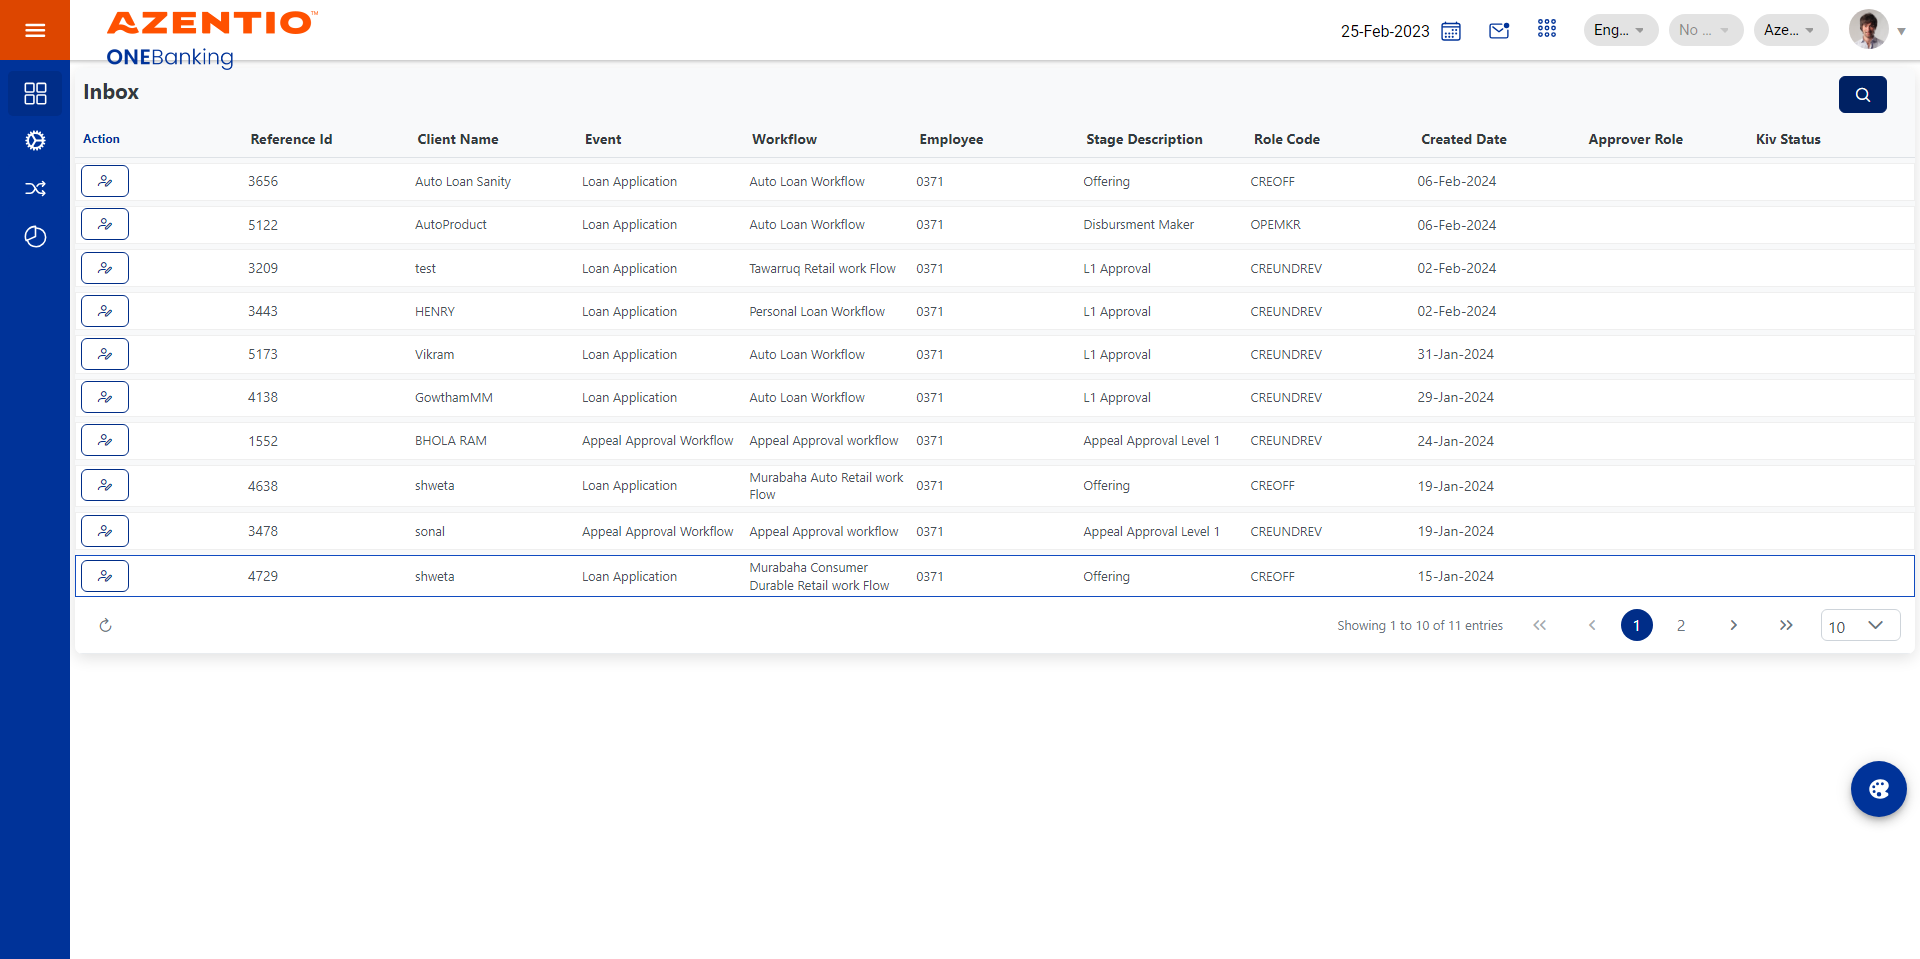 AZENTIO™
ONEBanking
25-Feb-2023 Eng... No ... Aze...
Inbox
Action Reference Id Client Name Event Workflow Employee Stage Description Role Code Created Date Approver Role Kiv Status
3656 Auto Loan Sanity Loan Application Auto Loan Workflow 0371 Offering CREOFF 06-Feb-2024
5122 AutoProduct Loan Application Auto Loan Workflow 0371 Disbursment Maker OPEMKR 06-Feb-2024
3209 test Loan Application Tawarruq Retail work Flow 0371 L1 Approval CREUNDREV 02-Feb-2024
3443 HENRY Loan Application Personal Loan Workflow 0371 L1 Approval CREUNDREV 02-Feb-2024
5173 Vikram Loan Application Auto Loan Workflow 0371 L1 Approval CREUNDREV 31-Jan-2024
4138 GowthamMM Loan Application Auto Loan Workflow 0371 L1 Approval CREUNDREV 29-Jan-2024
1552 BHOLA RAM Appeal Approval Workflow Appeal Approval workflow 0371 Appeal Approval Level 1 CREUNDREV 24-Jan-2024
4638 shweta Loan Application Murabaha Auto Retail work
Flow 0371 Offering CREOFF 19-Jan-2024
3478 sonal Appeal Approval Workflow Appeal Approval workflow 0371 Appeal Approval Level 1 CREUNDREV 19-Jan-2024
4729 shweta Loan Application Murabaha Consumer
Durable Retail work Flow 0371 Offering CREOFF 15-Jan-2024
Showing 1 to 10 of 11 entries 1 2 10